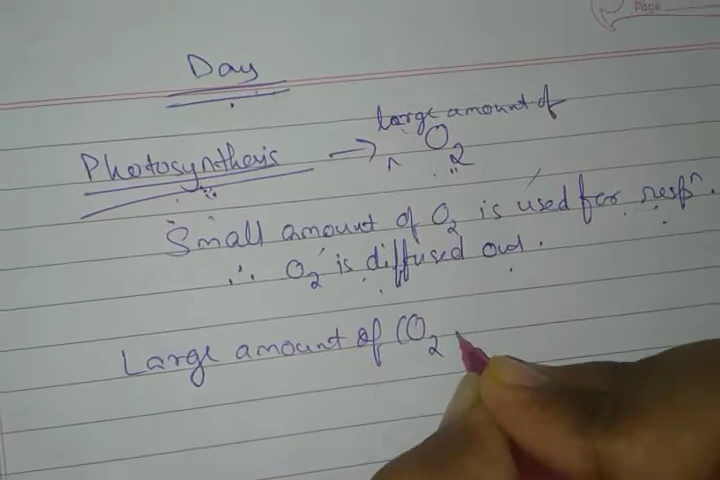 Page
Day
large amount of
Photosynthesis → ^ O₂
Small amount of O₂ is used for respⁿ.
∴ O₂ is diffused out.
Large amount of CO₂